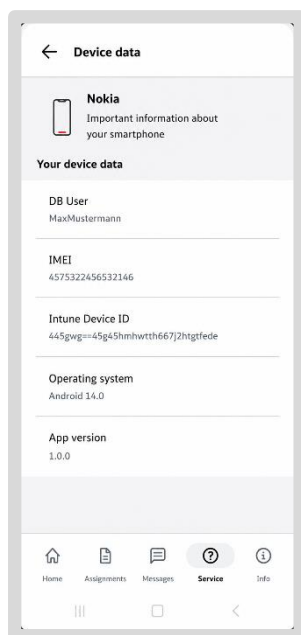 Device data
Nokia
Important information about
your smartphone
Your device data
DB User
MaxMustermann
IMEI
4575322456532146
Intune Device ID
445gwg==45g45hmhwtth667j2htgtfede
Operating system
Android 14.0
App version
1.0.0
Home Assignments Messages Service Info